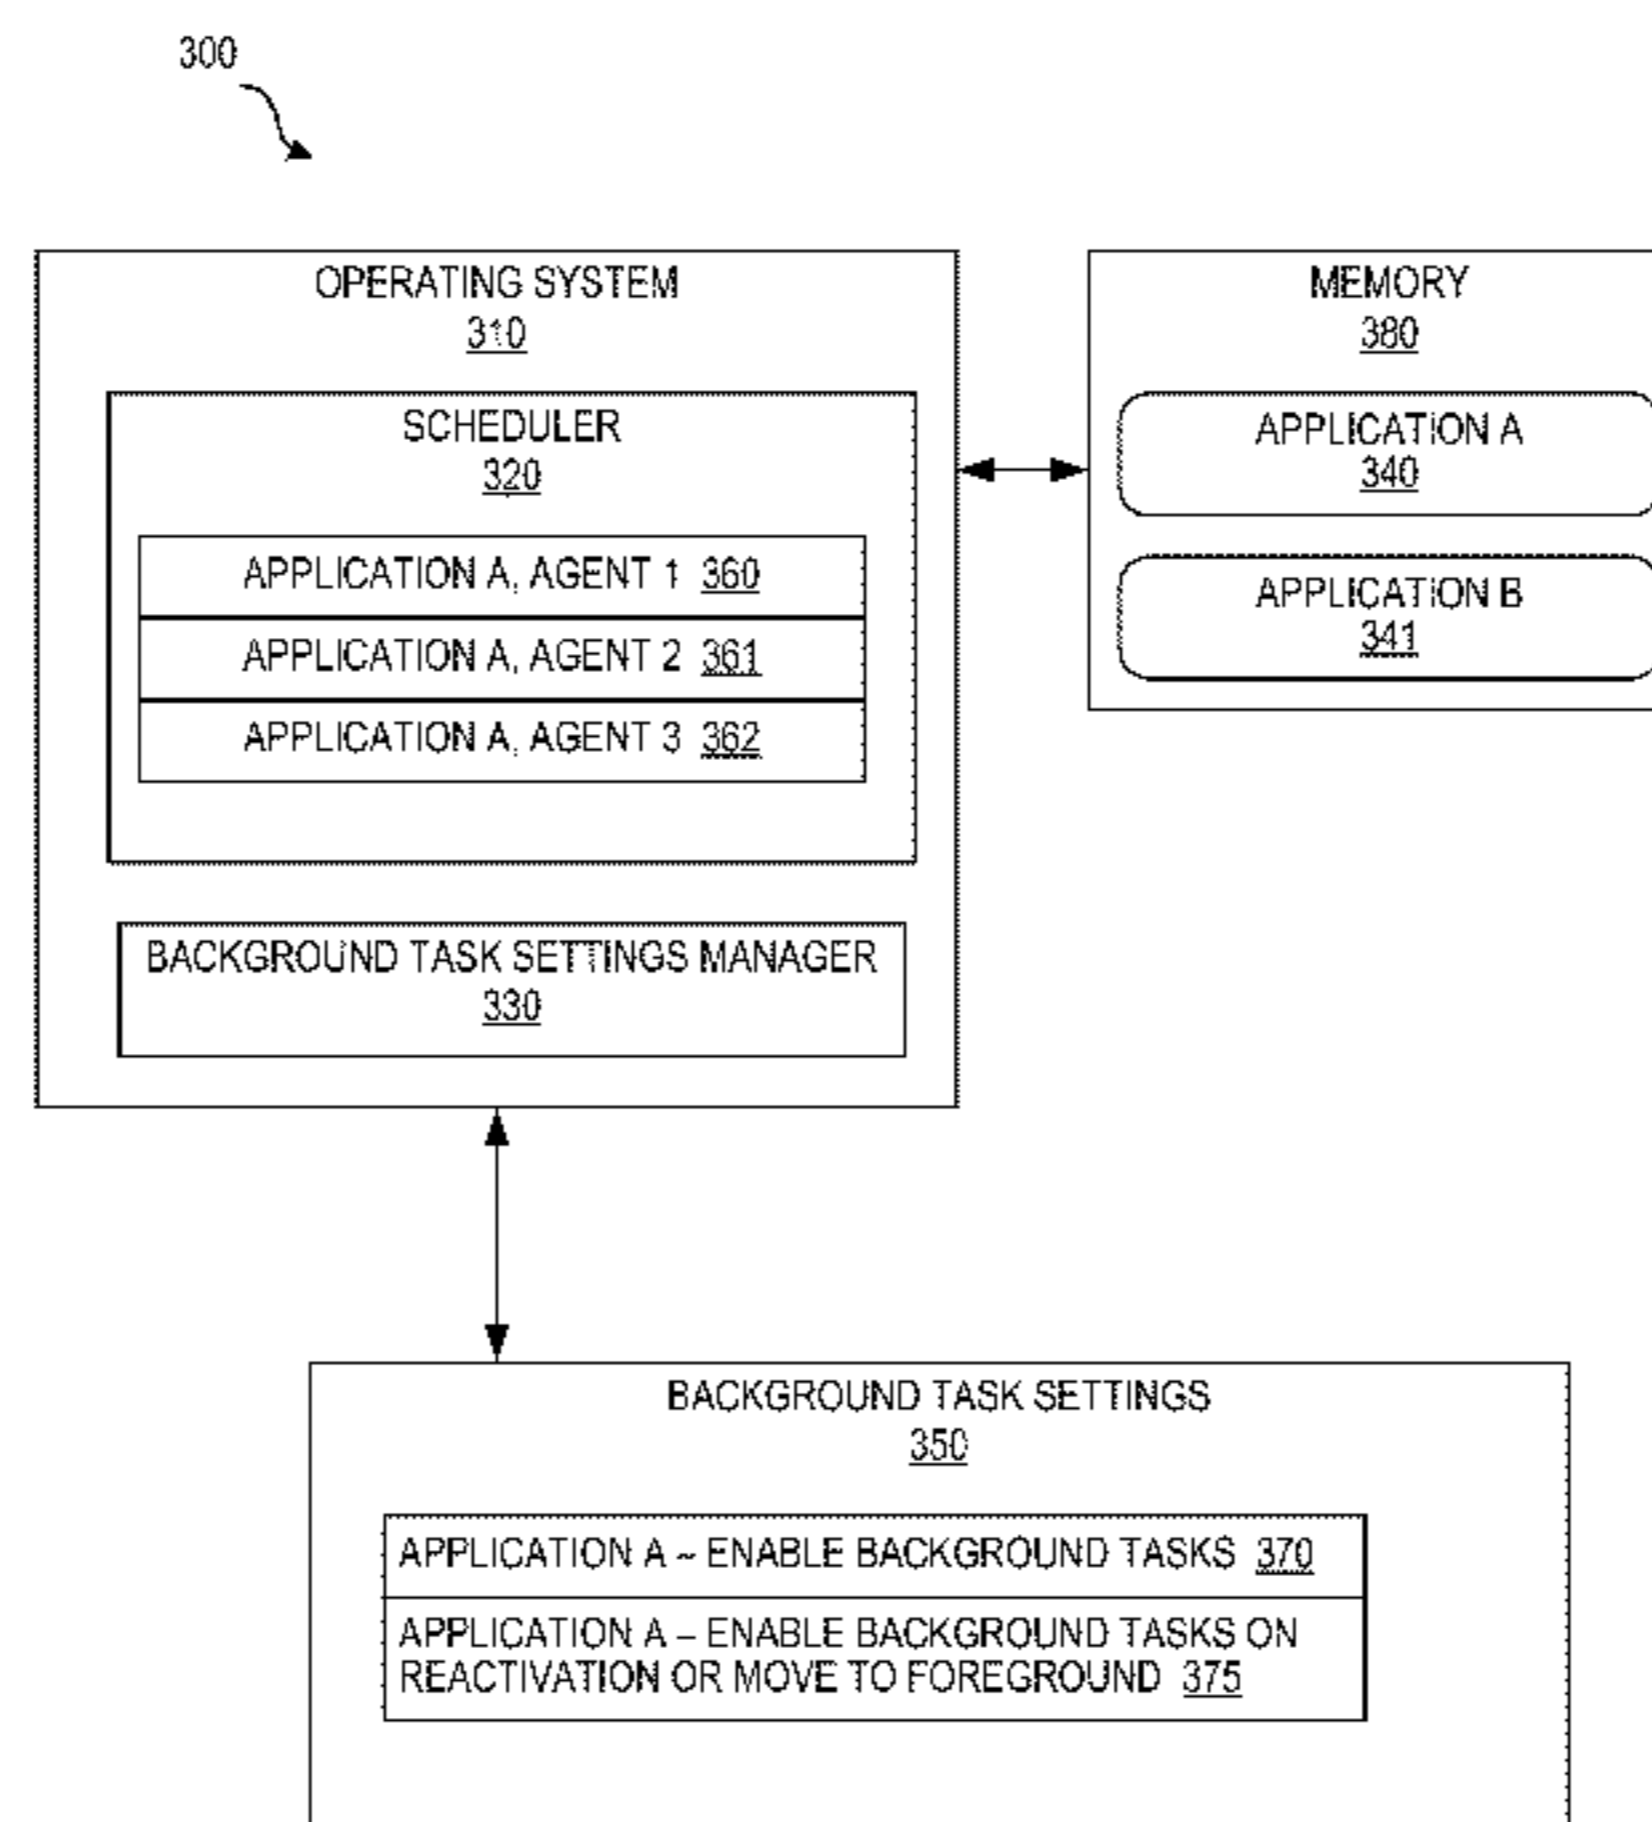 300
OPERATING SYSTEM
310
SCHEDULER
320
APPLICATION A, AGENT 1 360
APPLICATION A, AGENT 2 361
APPLICATION A, AGENT 3 362
BACKGROUND TASK SETTINGS MANAGER
330
MEMORY
380
APPLICATION A
340
APPLICATION B
341
BACKGROUND TASK SETTINGS
350
APPLICATION A – ENABLE BACKGROUND TASKS 370
APPLICATION A – ENABLE BACKGROUND TASKS ON
REACTIVATION OR MOVE TO FOREGROUND 375